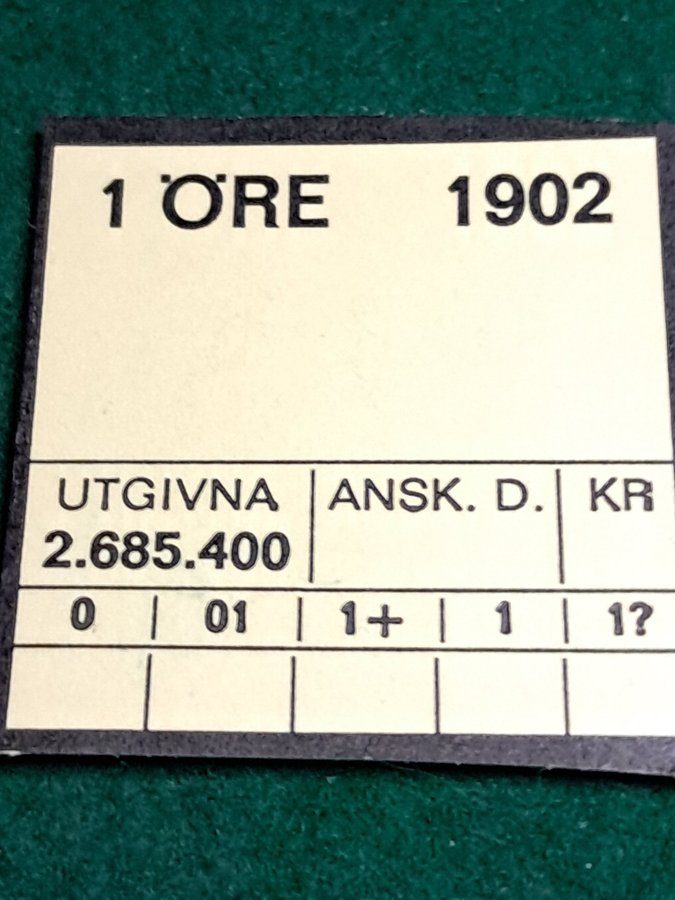 1 ÖRE 1902
UTGIVNA ANSK. D. KR
2.685.400
0 01 1+ 1 1?